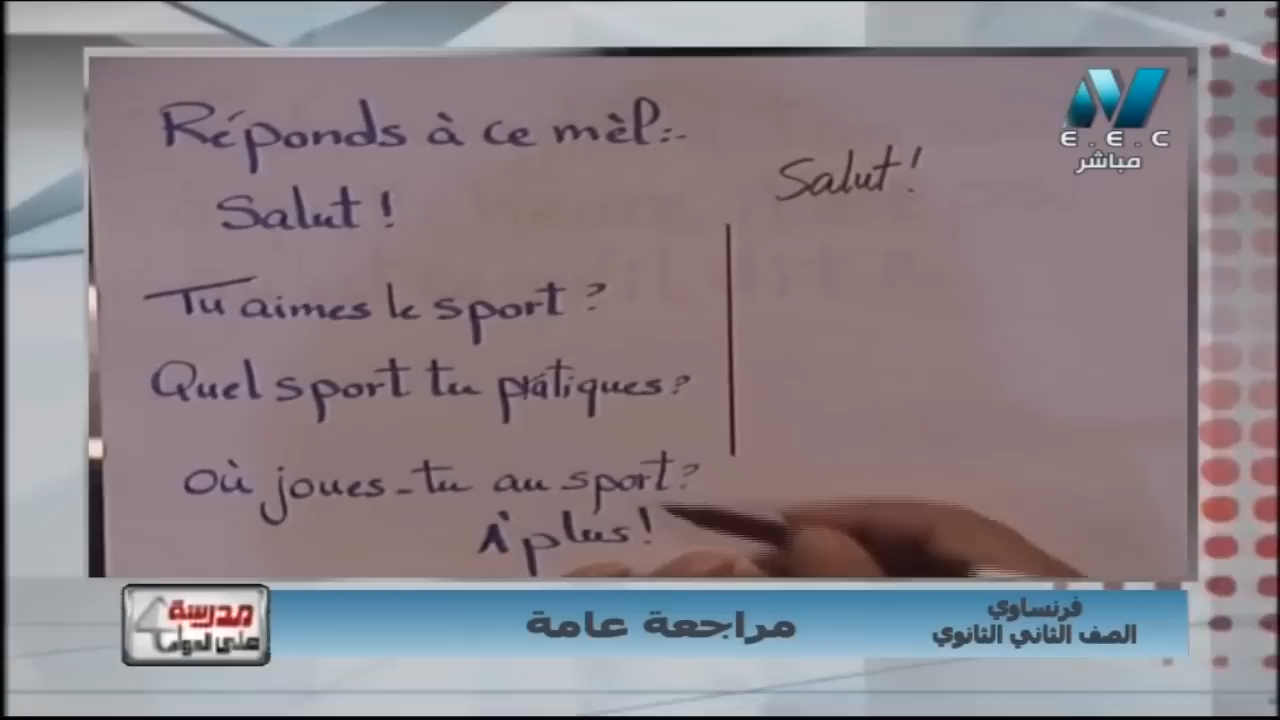 Réponds à ce mèl:-
Salut !
Tu aimes le sport ?
Quel sport tu pratiques ?
Où joues-tu au sport ?
A' plus !
Salut !
E.E.C
مباشر
مدرسة
على الهواء
مراجعة عامة
فرنساوي
الصف الثاني الثانوي